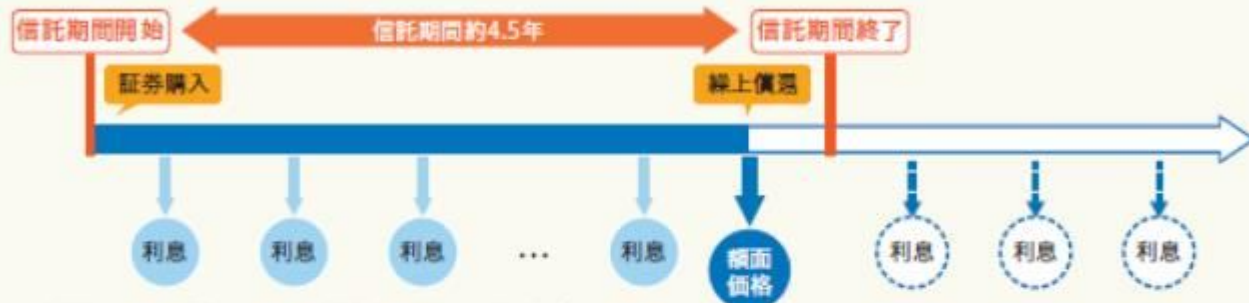 信託期間開始
信託期間約4.5年
信託期間終了
証券購入
繰上償還
利息
利息
利息
…
利息
額面
価格
利息
利息
利息